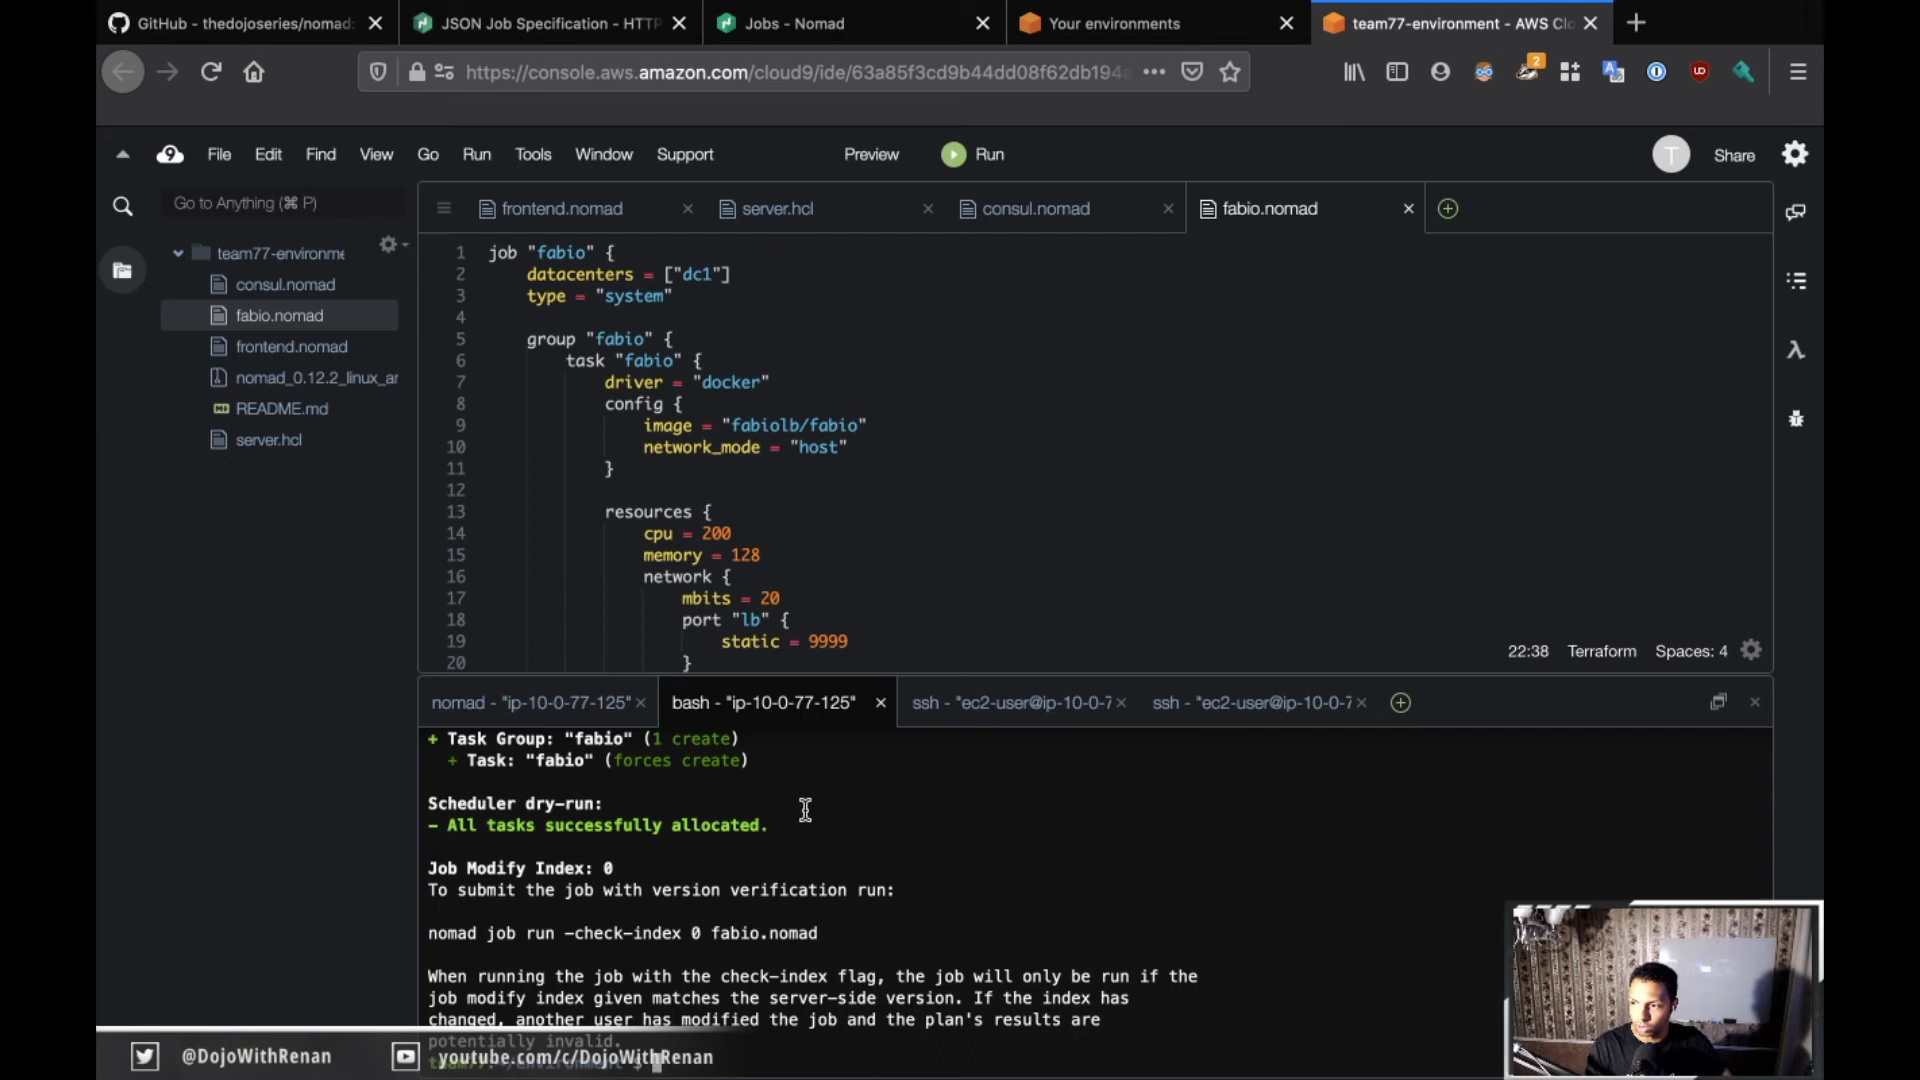 GitHub - thedojoseries/nomad:
JSON Job Specification - HTTP
Jobs - Nomad
Your environments
team77-environment - AWS Clo
https://console.aws.amazon.com/cloud9/ide/63a85f3cd9b44dd08f62db194a
2
9
File
Edit
Find
View
Go
Run
Tools
Window
Support
Preview
Run
T
Share
Go to Anything (⌘ P)
team77-environme
consul.nomad
fabio.nomad
frontend.nomad
nomad_0.12.2_linux_ar
README.md
server.hcl
frontend.nomad
server.hcl
consul.nomad
fabio.nomad
1 job "fabio" {
2 datacenters = ["dc1"]
3 type = "system"
4
5 group "fabio" {
6 task "fabio" {
7 driver = "docker"
8 config {
9 image = "fabiolb/fabio"
10 network_mode = "host"
11 }
12
13 resources {
14 cpu = 200
15 memory = 128
16 network {
17 mbits = 20
18 port "lb" {
19 static = 9999
20 }
22:38 Terraform Spaces: 4
nomad - "ip-10-0-77-125"
bash - "ip-10-0-77-125"
ssh - "ec2-user@ip-10-0-7
ssh - "ec2-user@ip-10-0-7
+ Task Group: "fabio" (1 create)
+ Task: "fabio" (forces create)
Scheduler dry-run:
- All tasks successfully allocated.
Job Modify Index: 0
To submit the job with version verification run:
nomad job run -check-index 0 fabio.nomad
When running the job with the check-index flag, the job will only be run if the
job modify index given matches the server-side version. If the index has
changed, another user has modified the job and the plan's results are
potentially invalid.
team77:~/environment $
@DojoWithRenan
youtube.com/c/DojoWithRenan